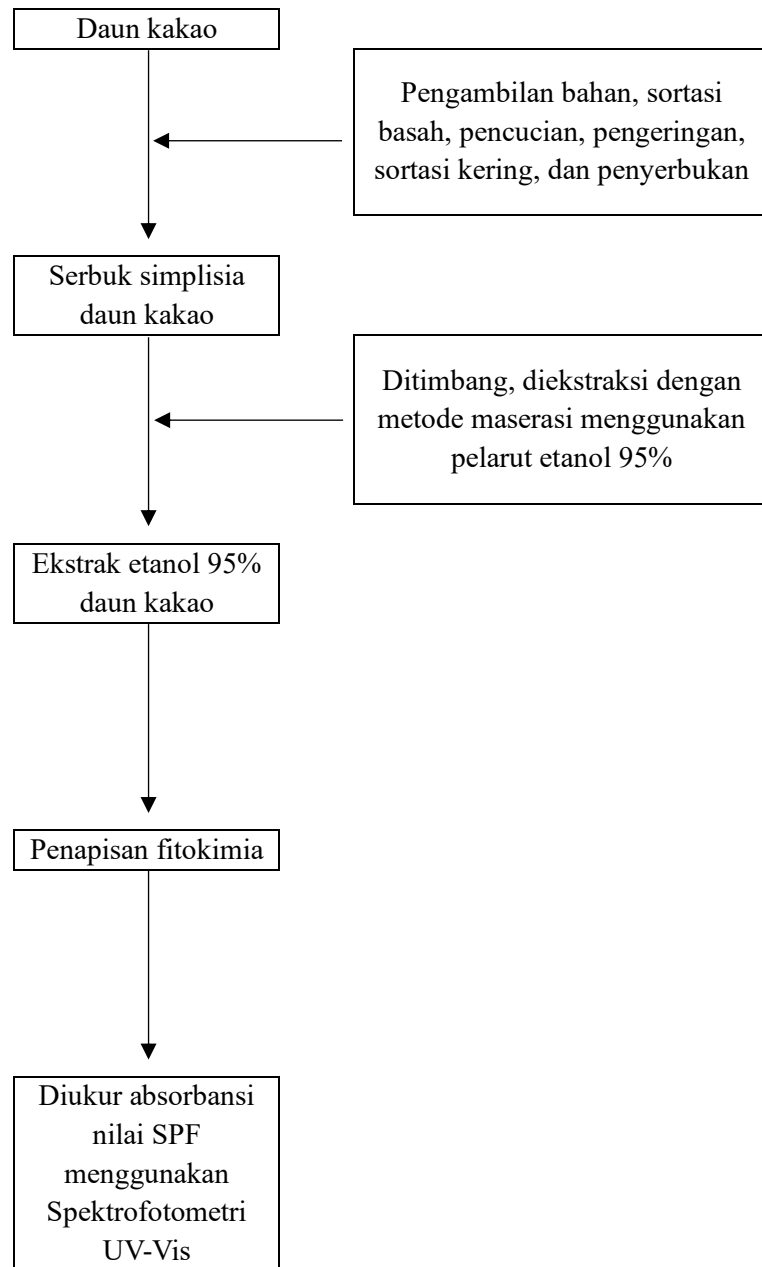 Daun kakao
Pengambilan bahan, sortasi
basah, pencucian, pengeringan,
sortasi kering, dan penyerbukan
Serbuk simplisia
daun kakao
Ditimbang, diekstraksi dengan
metode maserasi menggunakan
pelarut etanol 95%
Ekstrak etanol 95%
daun kakao
Penapisan fitokimia
Diukur absorbansi
nilai SPF
menggunakan
Spektrofotometri
UV-Vis